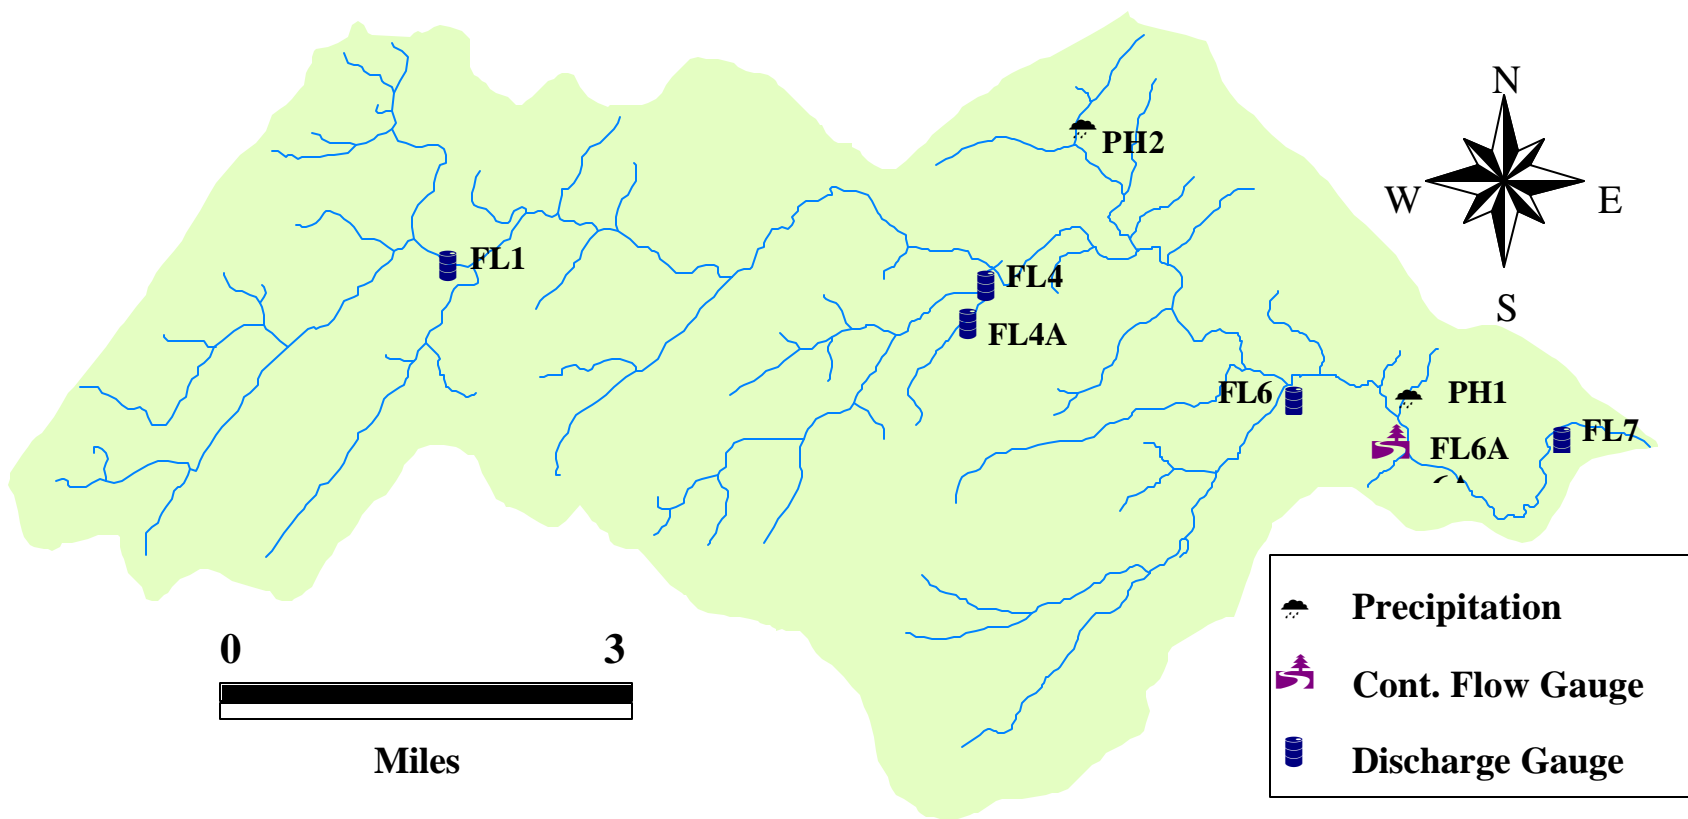 N
PH2
W E
FL1
FL4
S
FL4A
FL6
PH1
FL7
FL6A
Precipitation
0 3
Cont. Flow Gauge
Miles
Discharge Gauge